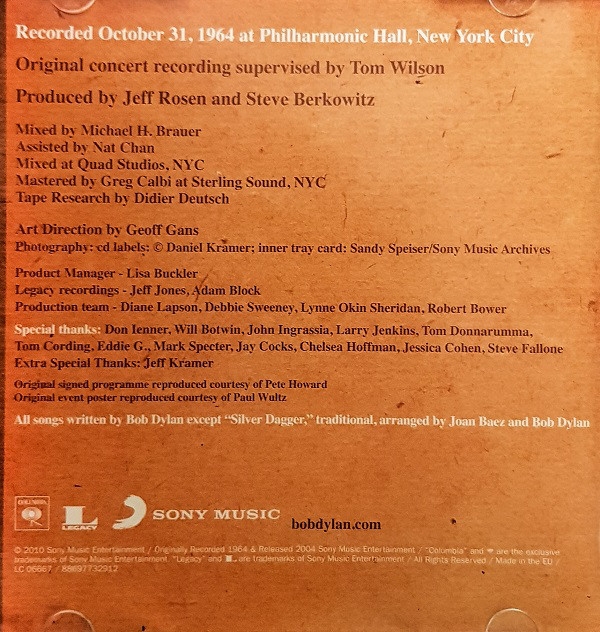 Recorded October 31, 1964 at Philharmonic Hall, New York City
Original concert recording supervised by Tom Wilson
Produced by Jeff Rosen and Steve Berkowitz
Mixed by Michael H. Brauer
Assisted by Nat Chan
Mixed at Quad Studios, NYC
Mastered by Greg Calbi at Sterling Sound, NYC
Tape Research by Didier Deutsch
Art Direction by Geoff Gans
Photography: cd labels: © Daniel Kramer; inner tray card: Sandy Speiser/Sony Music Archives
Product Manager - Lisa Buckler
Legacy recordings - Jeff Jones, Adam Block
Production team - Diane Lapson, Debbie Sweeney, Lynne Okin Sheridan, Robert Bower
Special thanks: Don Ienner, Will Botwin, John Ingrassia, Larry Jenkins, Tom Donnarumma,
Tom Cording, Eddie G., Mark Specter, Jay Cocks, Chelsea Hoffman, Jessica Cohen, Steve Fallone
Extra Special Thanks: Jeff Kramer
Original signed programme reproduced courtesy of Pete Howard
Original event poster reproduced courtesy of Paul Wultz
All songs written by Bob Dylan except “Silver Dagger,” traditional, arranged by Joan Baez and Bob Dylan
COLUMBIA
L
LEGACY
SONY MUSIC
bobdylan.com
© 2010 Sony Music Entertainment / Originally Recorded 1964 & Released 2004 Sony Music Entertainment / “Columbia” and are the exclusive
trademarks of Sony Music Entertainment. “Legacy” and L are trademarks of Sony Music Entertainment / All Rights Reserved / Made in the EU /
LC 06667 / 88697732912